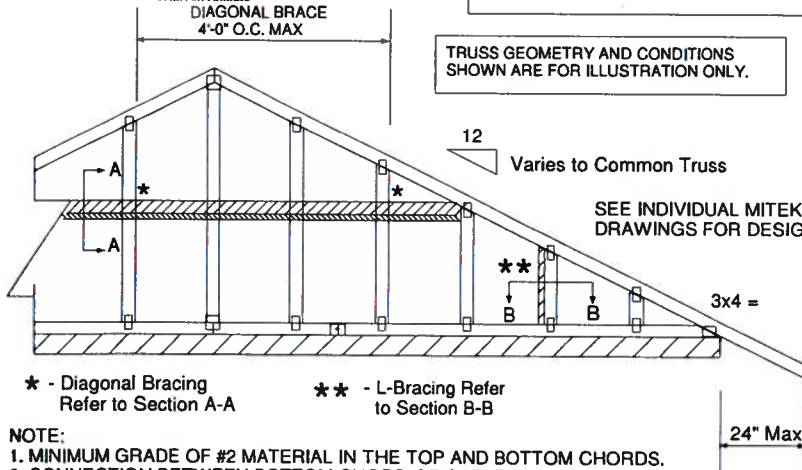 DIAGONAL BRACE
4'-0" O.C. MAX
TRUSS GEOMETRY AND CONDITIONS
SHOWN ARE FOR ILLUSTRATION ONLY.
12
Varies to Common Truss
A
*
*
A
SEE INDIVIDUAL MITEK
DRAWINGS FOR DESIG
**
B
B
3x4 =
* - Diagonal Bracing
Refer to Section A-A
** - L-Bracing Refer
to Section B-B
24" Max
NOTE:
1. MINIMUM GRADE OF #2 MATERIAL IN THE TOP AND BOTTOM CHORDS.